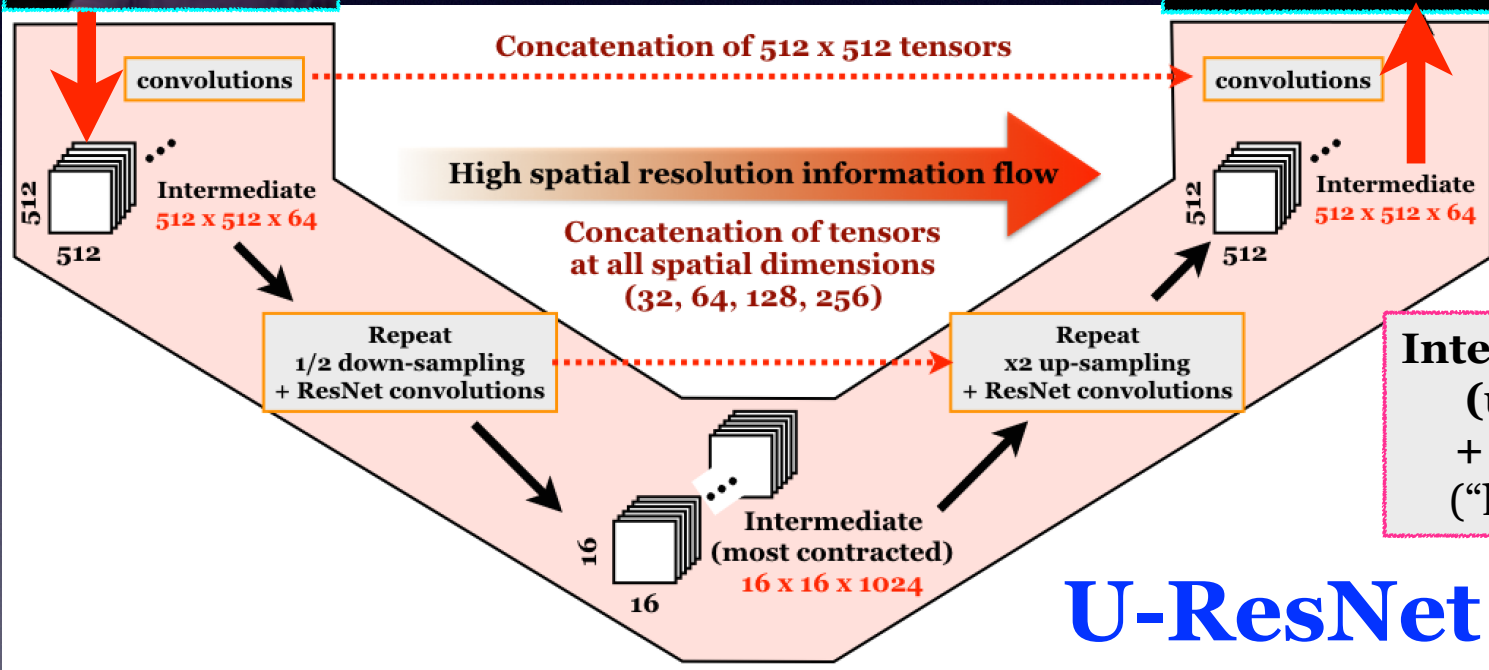 Concatenation of 512 x 512 tensors
convolutions
convolutions
High spatial resolution information flow
512
512
Intermediate
512 x 512 x 64
Concatenation of tensors
at all spatial dimensions
(32, 64, 128, 256)
512
512
Intermediate
512 x 512 x 64
Repeat
1/2 down-sampling
+ ResNet convolutions
Repeat
x2 up-sampling
+ ResNet convolutions
16
16
Intermediate
(most contracted)
16 x 16 x 1024
+
U-ResNet